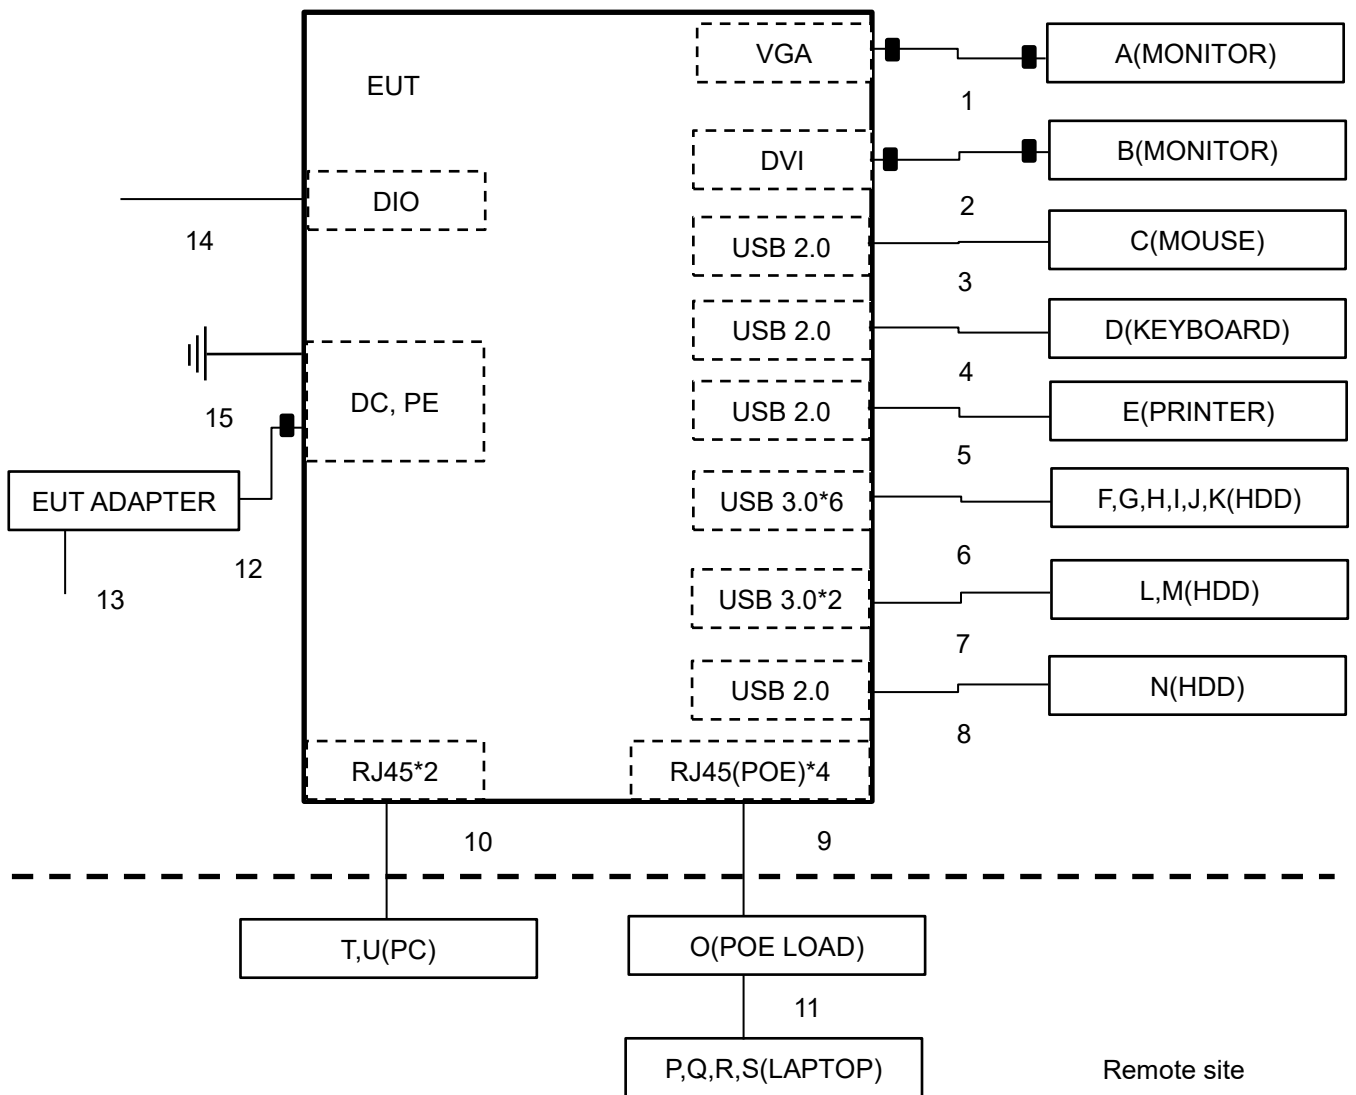 VGA
A(MONITOR)
EUT
1
DVI
B(MONITOR)
DIO
2
14
USB 2.0
C(MOUSE)
3
USB 2.0
D(KEYBOARD)
4
DC, PE
15
USB 2.0
E(PRINTER)
5
EUT ADAPTER
USB 3.0*6
F,G,H,I,J,K(HDD)
12
6
13
USB 3.0*2
L,M(HDD)
7
USB 2.0
N(HDD)
8
RJ45*2
RJ45(POE)*4
10
9
T,U(PC)
O(POE LOAD)
11
P,Q,R,S(LAPTOP)
Remote site